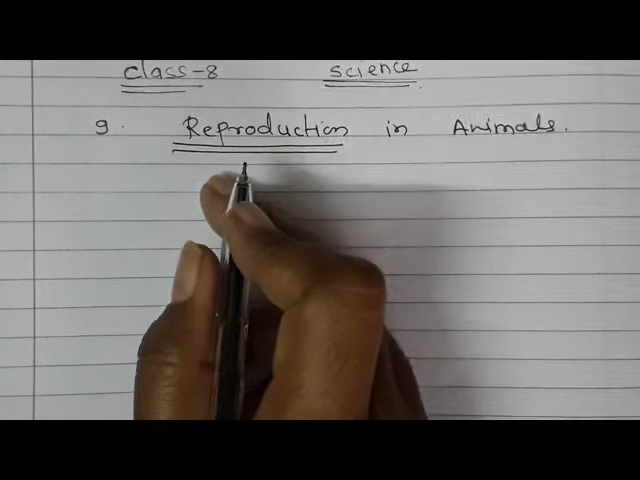 class-8 science
9. Reproduction in Animals.